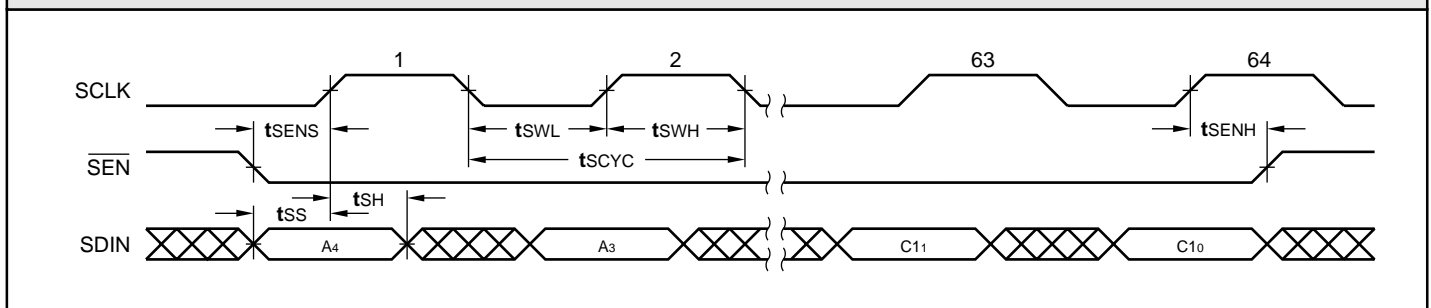 1 2 63 64
SCLK
tSENS tSWL tSWH tSENH
SEN tSCYC
tSS tSH
SDIN A4 A3 C11 C10